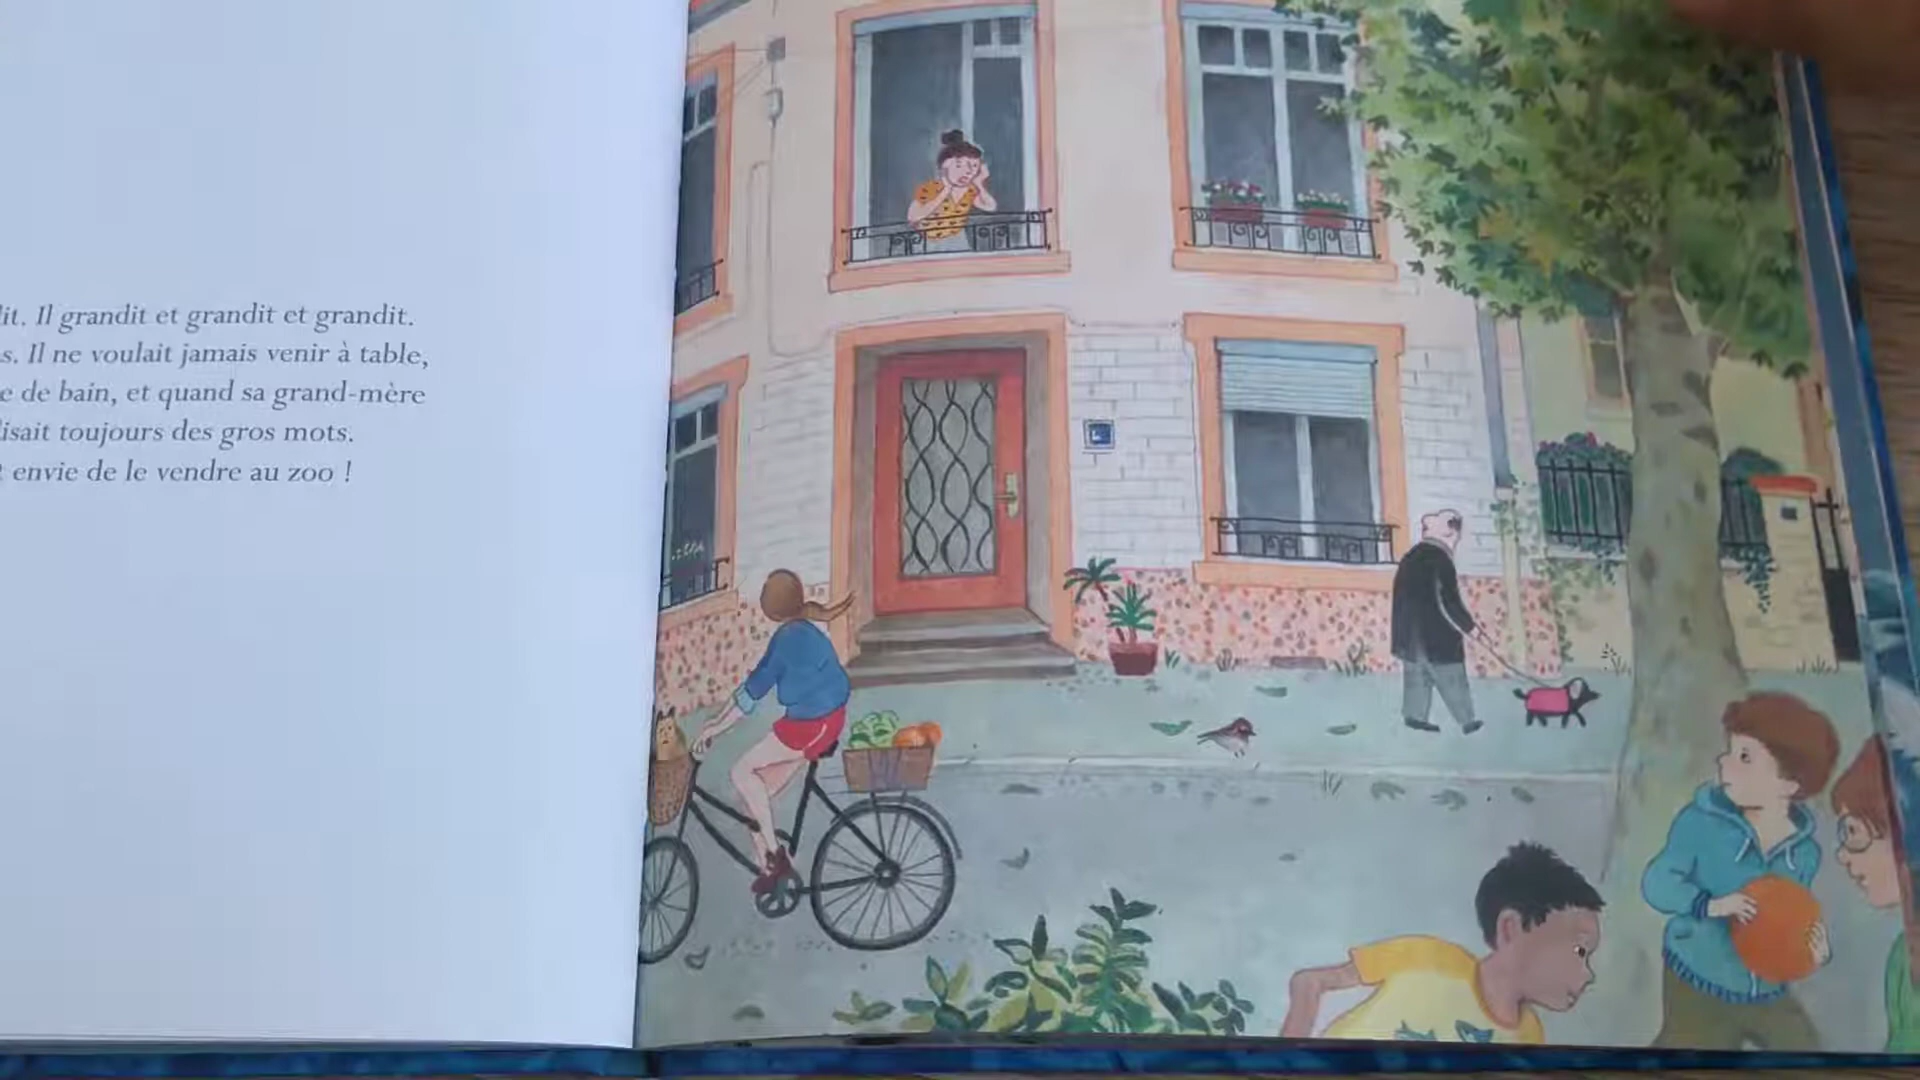 it. Il grandit et grandit et grandit.
s. Il ne voulait jamais venir à table,
e de bain, et quand sa grand-mère
isait toujours des gros mots.
envie de le vendre au zoo !